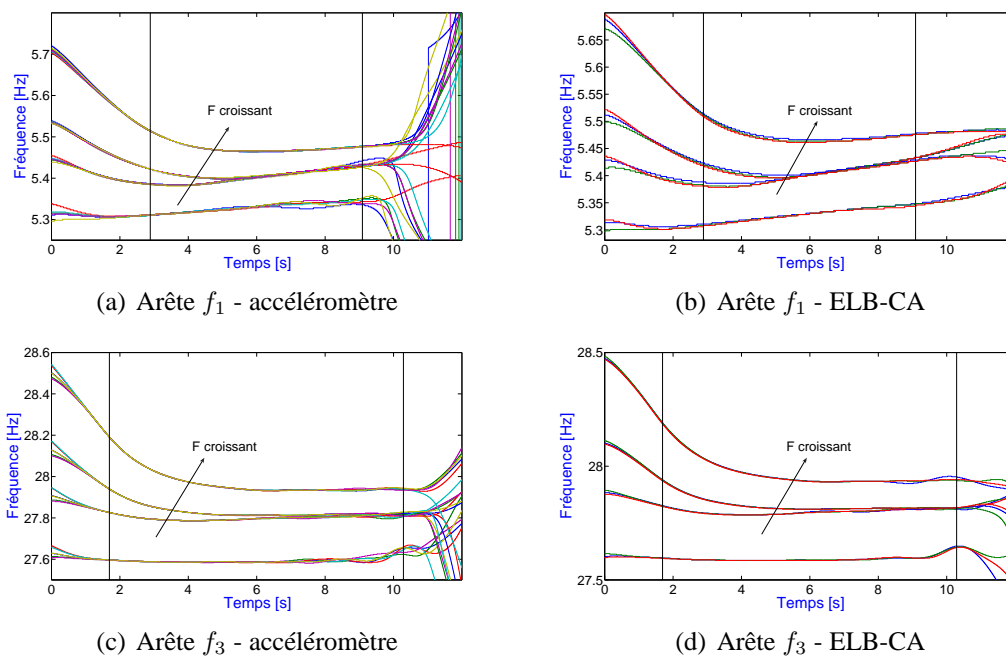 5.7
5.6
5.5
5.4
5.3
Fréquence [Hz]
F croissant
0 2 4 6 8 10
Temps [s]
(a) Arête f1 - accéléromètre
5.65
5.6
5.55
5.5
5.45
5.4
5.35
5.3
Fréquence [Hz]
F croissant
0 2 4 6 8 10
Temps [s]
(b) Arête f1 - ELB-CA
28.6
28.4
28.2
28
27.8
27.6
Fréquence [Hz]
F croissant
0 2 4 6 8 10
Temps [s]
(c) Arête f3 - accéléromètre
28.5
28
27.5
Fréquence [Hz]
F croissant
0 2 4 6 8 10
Temps [s]
(d) Arête f3 - ELB-CA